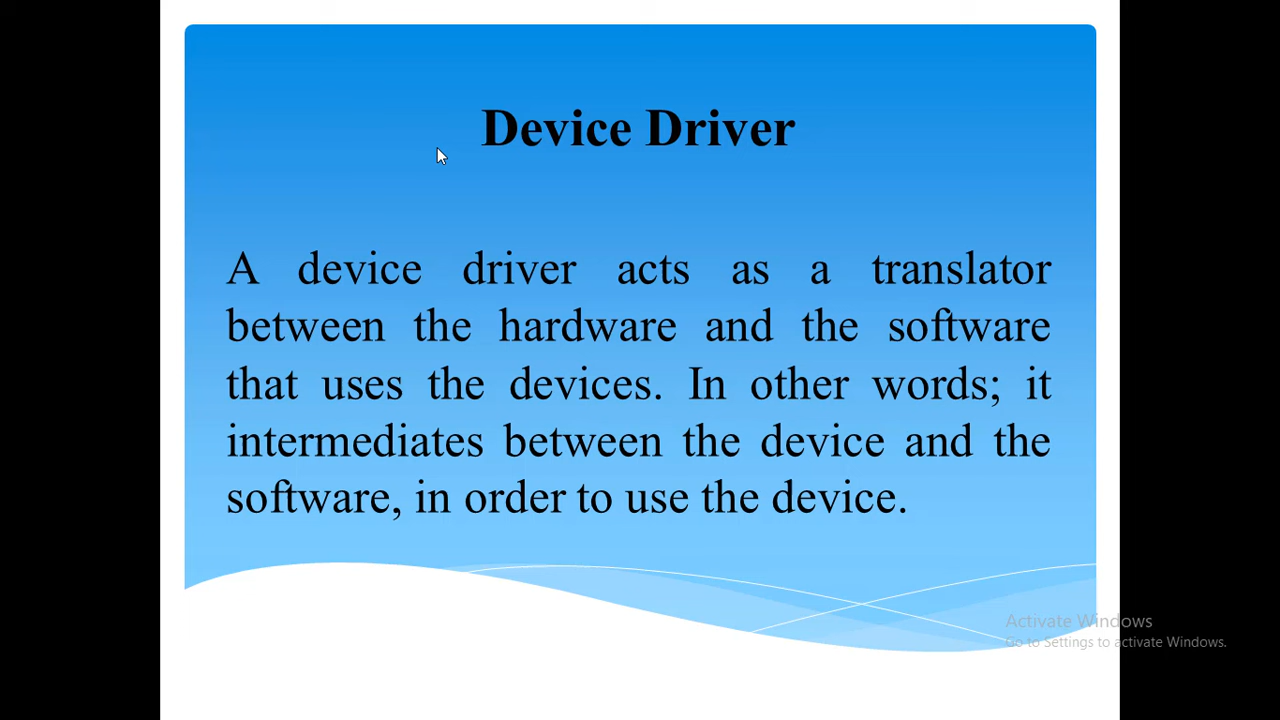 Device Driver
A device driver acts as a translator
between the hardware and the software
that uses the devices. In other words; it
intermediates between the device and the
software, in order to use the device.
Activate Windows
Go to Settings to activate Windows.